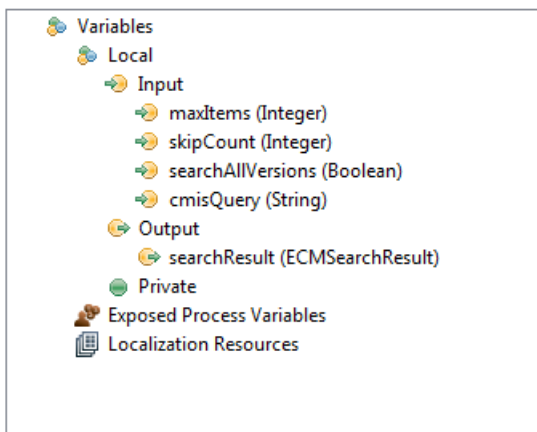 Variables
Local
Input
maxItems (Integer)
skipCount (Integer)
searchAllVersions (Boolean)
cmisQuery (String)
Output
searchResult (ECMSearchResult)
Private
Exposed Process Variables
Localization Resources